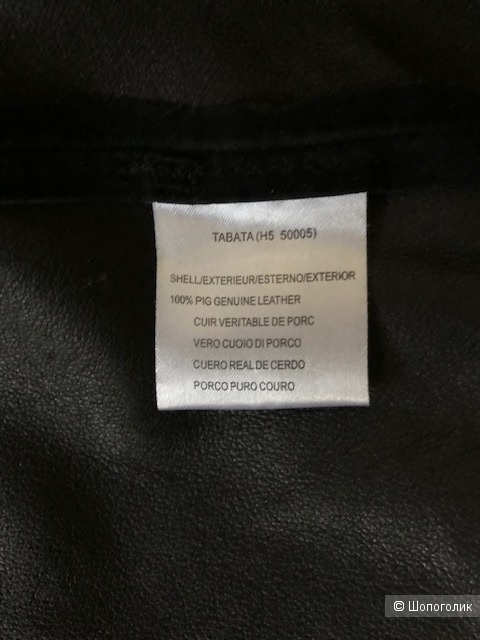 TABATA (H5 50005)
SHELL/EXTERIEUR/ESTERNO/EXTERIOR
100% PIG GENUINE LEATHER
CUIR VERITABLE DE PORC
VERO CUOIO DI PORCO
CUERO REAL DE CERDO
PORCO PURO COURO
© Шопоголик